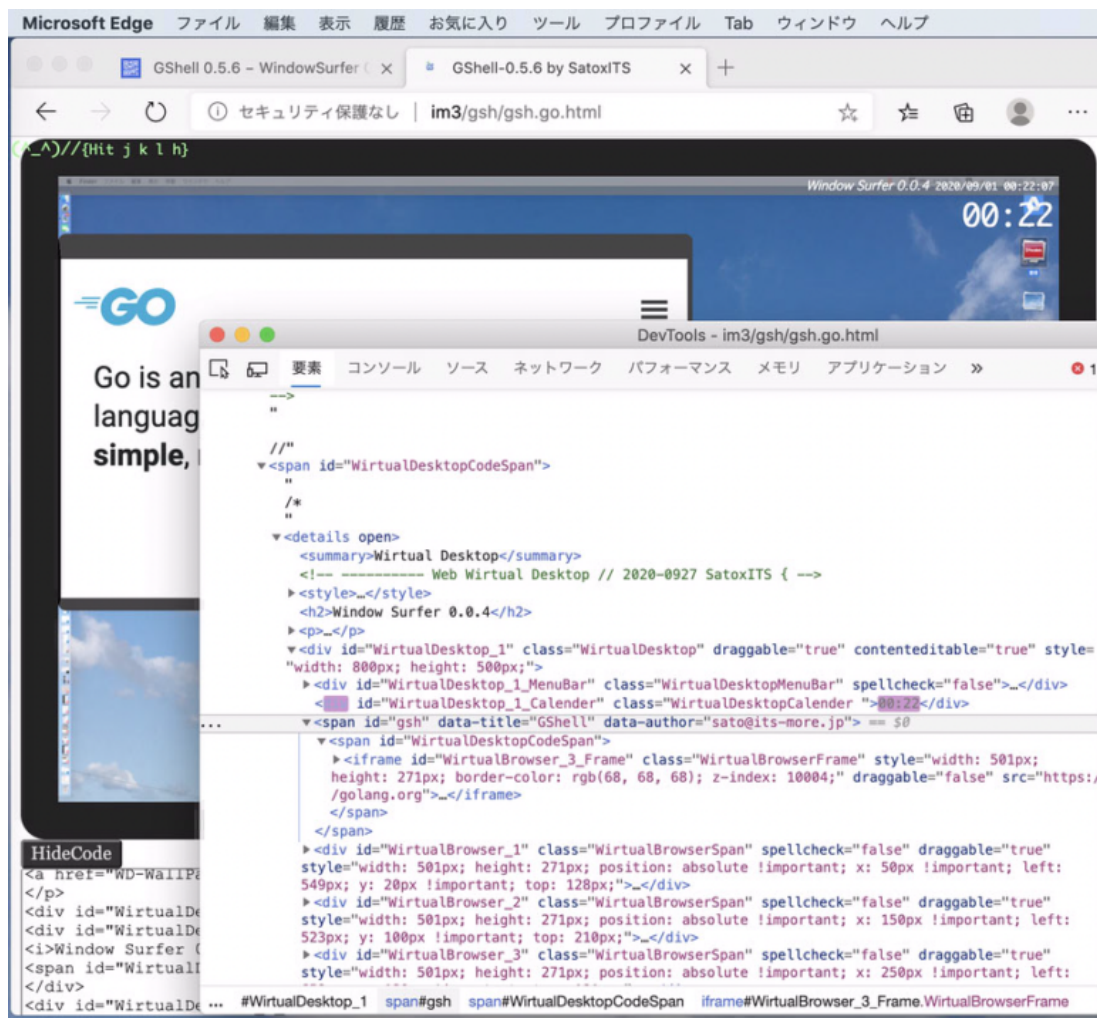 Microsoft Edge ファイル 編集 表示 履歴 お気に入り ツール プロファイル Tab ウィンドウ ヘルプ
GShell 0.5.6 – WindowSurfer (
GShell-0.5.6 by SatoxITS
セキュリティ保護なし | im3/gsh/gsh.go.html
(^_^)//{Hit j k l h}
Window Surfer 0.0.4 2020/09/01 00:22:07
00:22
GO
Go is an
languag
simple,
DevTools - im3/gsh/gsh.go.html
要素 コンソール ソース ネットワーク パフォーマンス メモリ アプリケーション » 1
-->
"
//"
▼<span id="WirtualDesktopCodeSpan">
"
/*
"
▼<details open>
<summary>Wirtual Desktop</summary>
<!-- ---------- Web Wirtual Desktop // 2020-0927 SatoxITS { -->
▶<style>…</style>
<h2>Window Surfer 0.0.4</h2>
▶<p>…</p>
▼<div id="WirtualDesktop_1" class="WirtualDesktop" draggable="true" contenteditable="true" style=
"width: 800px; height: 500px;">
▶<div id="WirtualDesktop_1_MenuBar" class="WirtualDesktopMenuBar" spellcheck="false">…</div>
< id="WirtualDesktop_1_Calender" class="WirtualDesktopCalender ">00:22</div>
... ▼<span id="gsh" data-title="GShell" data-author="sato@its-more.jp"> == $0
▼<span id="WirtualDesktopCodeSpan">
▶<iframe id="WirtualBrowser_3_Frame" class="WirtualBrowserFrame" style="width: 501px;
height: 271px; border-color: rgb(68, 68, 68); z-index: 10004;" draggable="false" src="https:/
/golang.org">…</iframe>
</span>
</span>
▶<div id="WirtualBrowser_1" class="WirtualBrowserSpan" spellcheck="false" draggable="true"
style="width: 501px; height: 271px; position: absolute !important; x: 50px !important; left:
549px; y: 20px !important; top: 128px;">…</div>
▶<div id="WirtualBrowser_2" class="WirtualBrowserSpan" spellcheck="false" draggable="true"
style="width: 501px; height: 271px; position: absolute !important; x: 150px !important; left:
523px; y: 100px !important; top: 210px;">…</div>
▶<div id="WirtualBrowser_3" class="WirtualBrowserSpan" spellcheck="false" draggable="true"
style="width: 501px; height: 271px; position: absolute !important; x: 250px !important; left:
... #WirtualDesktop_1 span#gsh span#WirtualDesktopCodeSpan iframe#WirtualBrowser_3_Frame.WirtualBrowserFrame
HideCode
<a href="WD-WallPa
</p>
<div id="WirtualDe
<div id="WirtualDe
<i>Window Surfer
<span id="Wirtual
</div>
<div id="WirtualDe